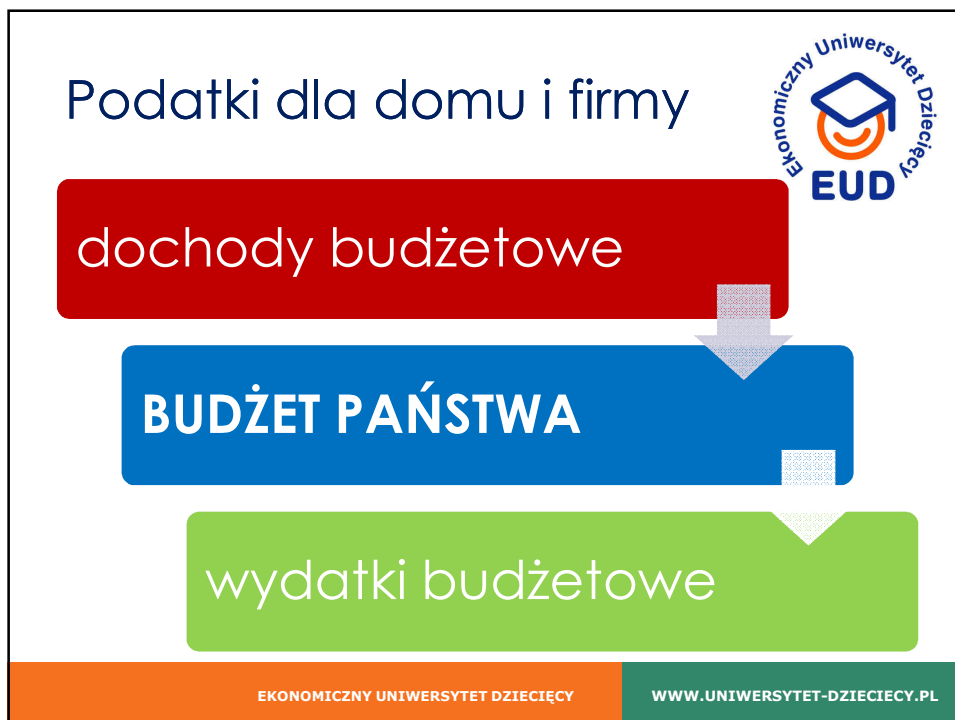 Podatki dla domu i firmy
Ekonomiczny Uniwersytet Dziecięcy
EUD
dochody budżetowe
BUDŻET PAŃSTWA
wydatki budżetowe
EKONOMICZNY UNIWERSYTET DZIECIĘCY
WWW.UNIWERSYTET-DZIECIECY.PL